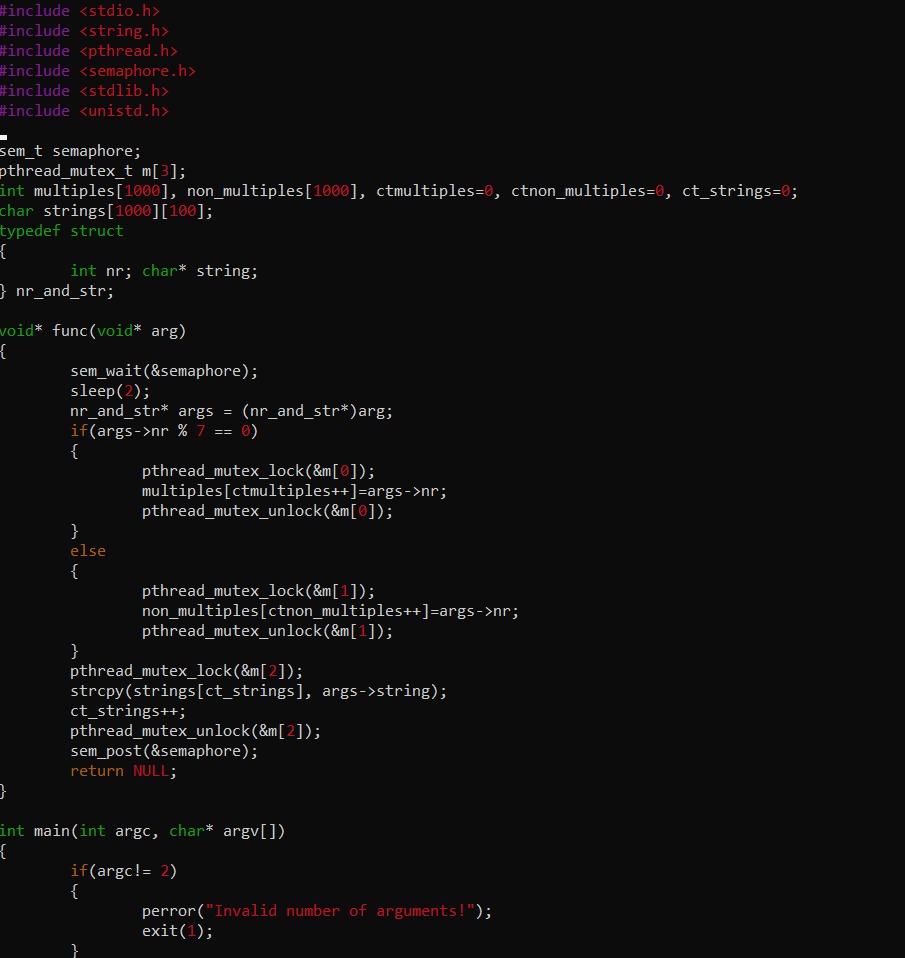 #include <stdio.h>
#include <string.h>
#include <pthread.h>
#include <semaphore.h>
#include <stdlib.h>
#include <unistd.h>
sem_t semaphore;
pthread_mutex_t m[3];
int multiples[1000], non_multiples[1000], ctmultiples=0, ctnon_multiples=0, ct_strings=0;
char strings[1000][100];
typedef struct
{
        int nr; char* string;
} nr_and_str;
void* func(void* arg)
{
        sem_wait(&semaphore);
        sleep(2);
        nr_and_str* args = (nr_and_str*)arg;
        if(args->nr % 7 == 0)
        {
                pthread_mutex_lock(&m[0]);
                multiples[ctmultiples++]=args->nr;
                pthread_mutex_unlock(&m[0]);
        }
        else
        {
                pthread_mutex_lock(&m[1]);
                non_multiples[ctnon_multiples++]=args->nr;
                pthread_mutex_unlock(&m[1]);
        }
        pthread_mutex_lock(&m[2]);
        strcpy(strings[ct_strings], args->string);
        ct_strings++;
        pthread_mutex_unlock(&m[2]);
        sem_post(&semaphore);
        return NULL;
}
int main(int argc, char* argv[])
{
        if(argc!= 2)
        {
                perror("Invalid number of arguments!");
                exit(1);
        }